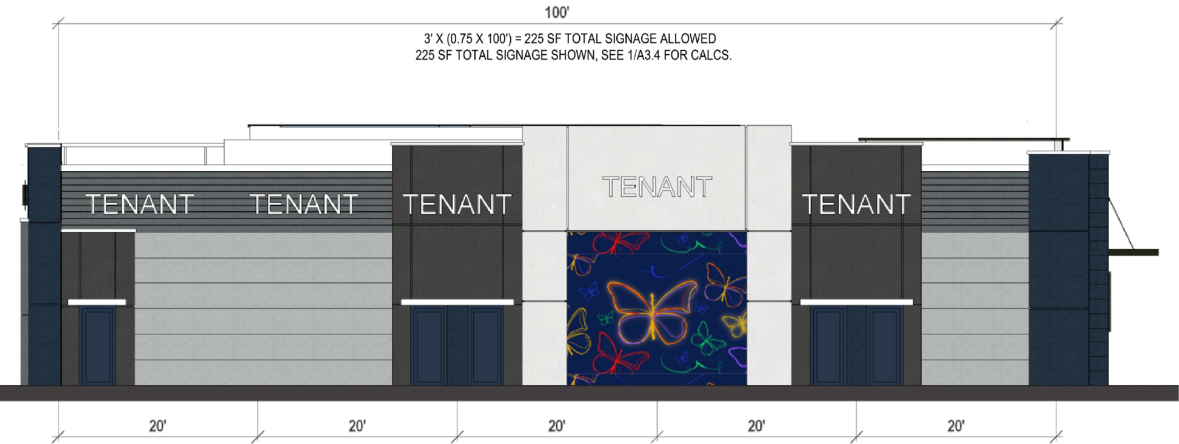 100'
3' X (0.75 X 100') = 225 SF TOTAL SIGNAGE ALLOWED
225 SF TOTAL SIGNAGE SHOWN, SEE 1/A3.4 FOR CALCS.
TENANT TENANT TENANT TENANT TENANT
20' 20' 20' 20' 20'